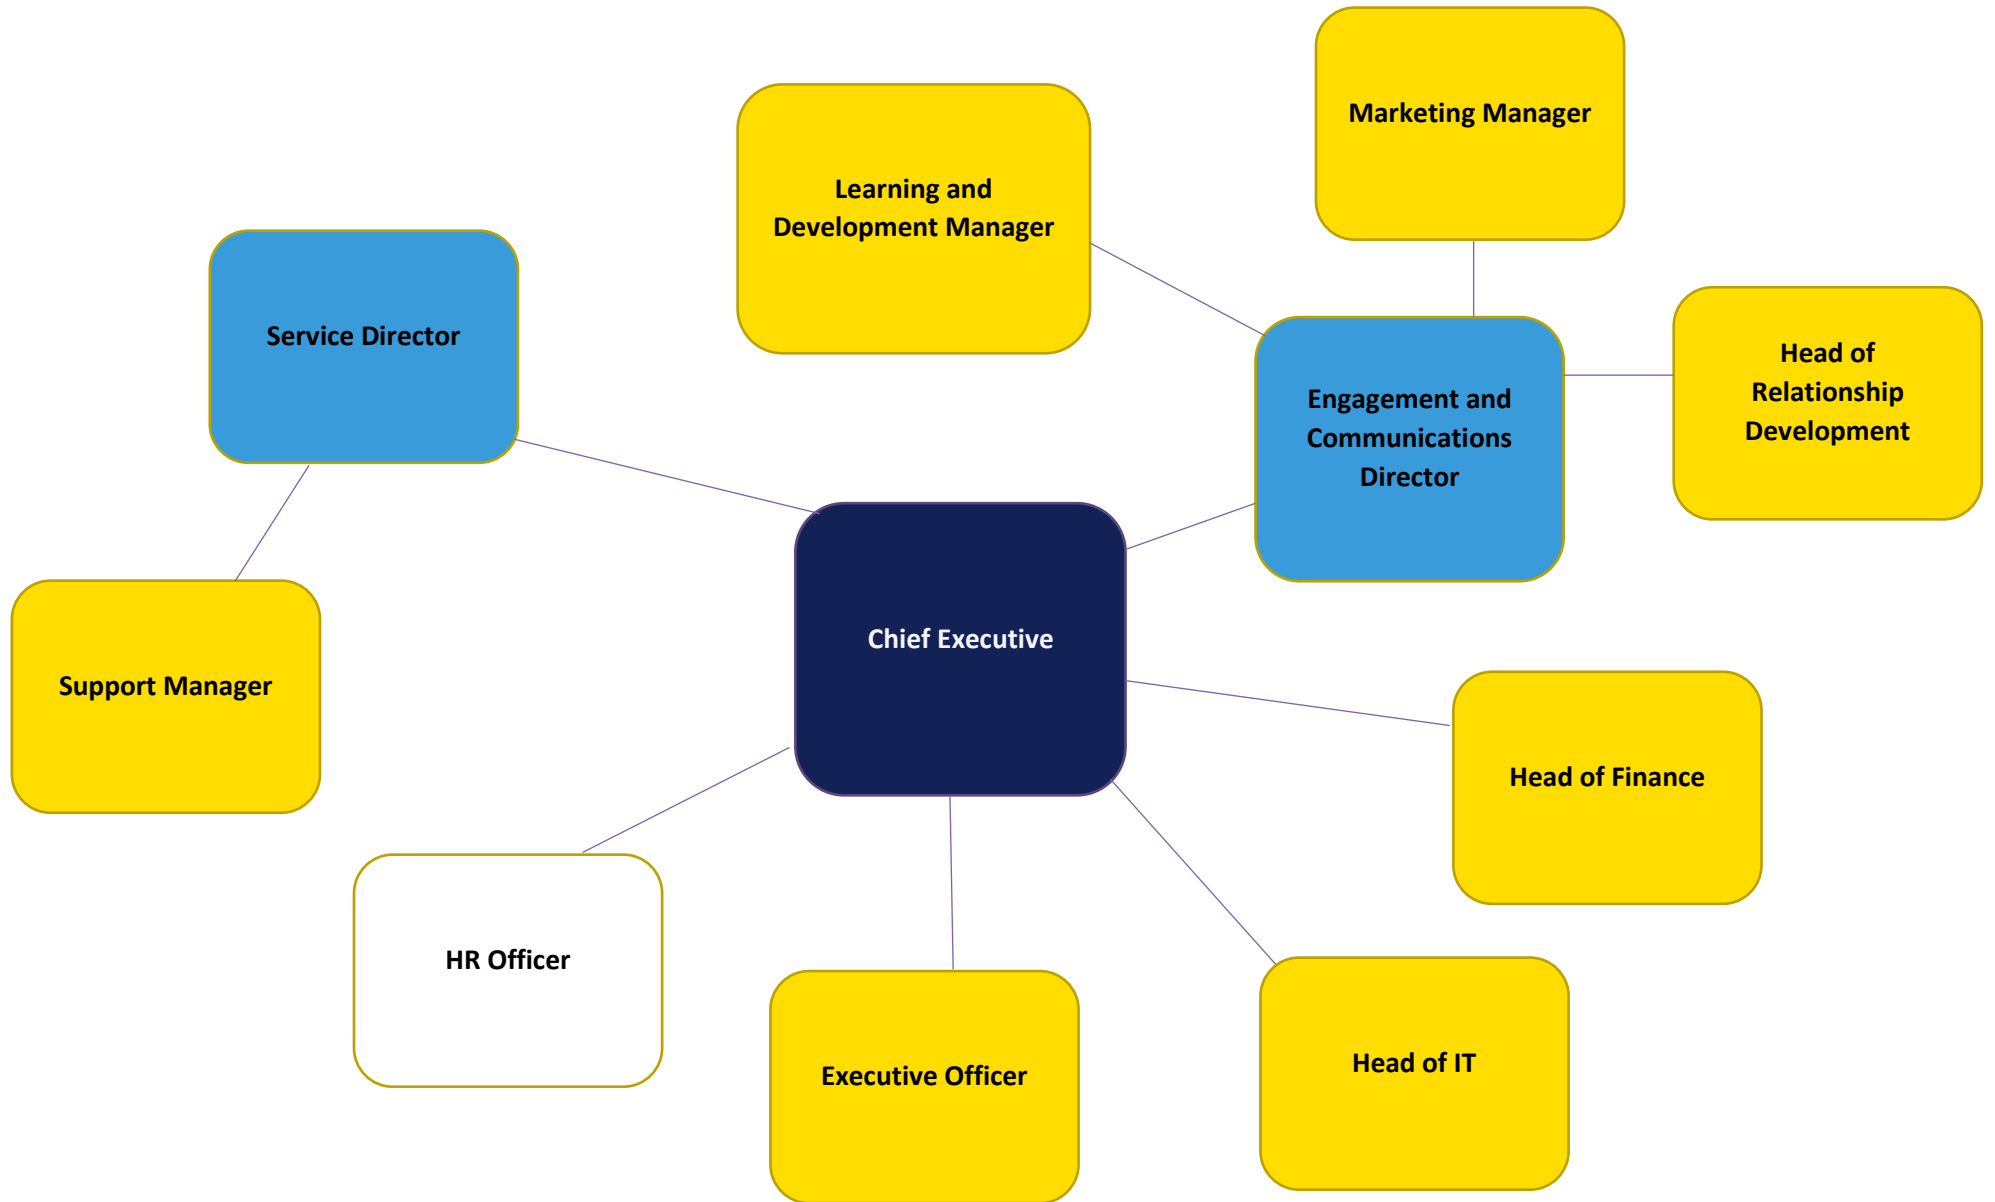 Marketing Manager
Learning and
Development Manager
Service Director
Head of
Relationship
Development
Engagement and
Communications
Director
Chief Executive
Support Manager
Head of Finance
HR Officer
Executive Officer
Head of IT